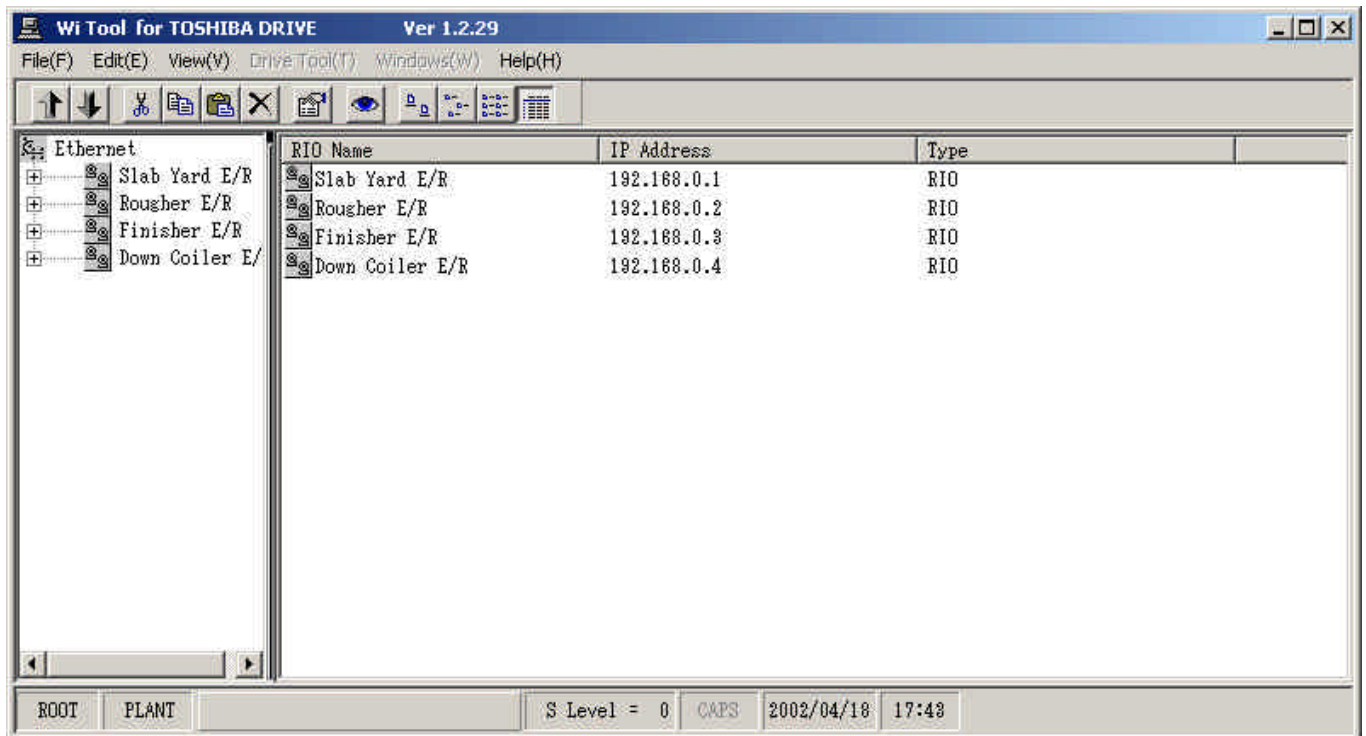 Wi Tool for TOSHIBA DRIVE Ver 1.2.29
File(F) Edit(E) View(V) Drive Tool(T) Windows(W) Help(H)
Ethernet
Slab Yard E/R
Rougher E/R
Finisher E/R
Down Coiler E/
RIO Name IP Address Type
Slab Yard E/R 192.168.0.1 RIO
Rougher E/R 192.168.0.2 RIO
Finisher E/R 192.168.0.3 RIO
Down Coiler E/R 192.168.0.4 RIO
ROOT PLANT S Level = 0 CAPS 2002/04/18 17:43